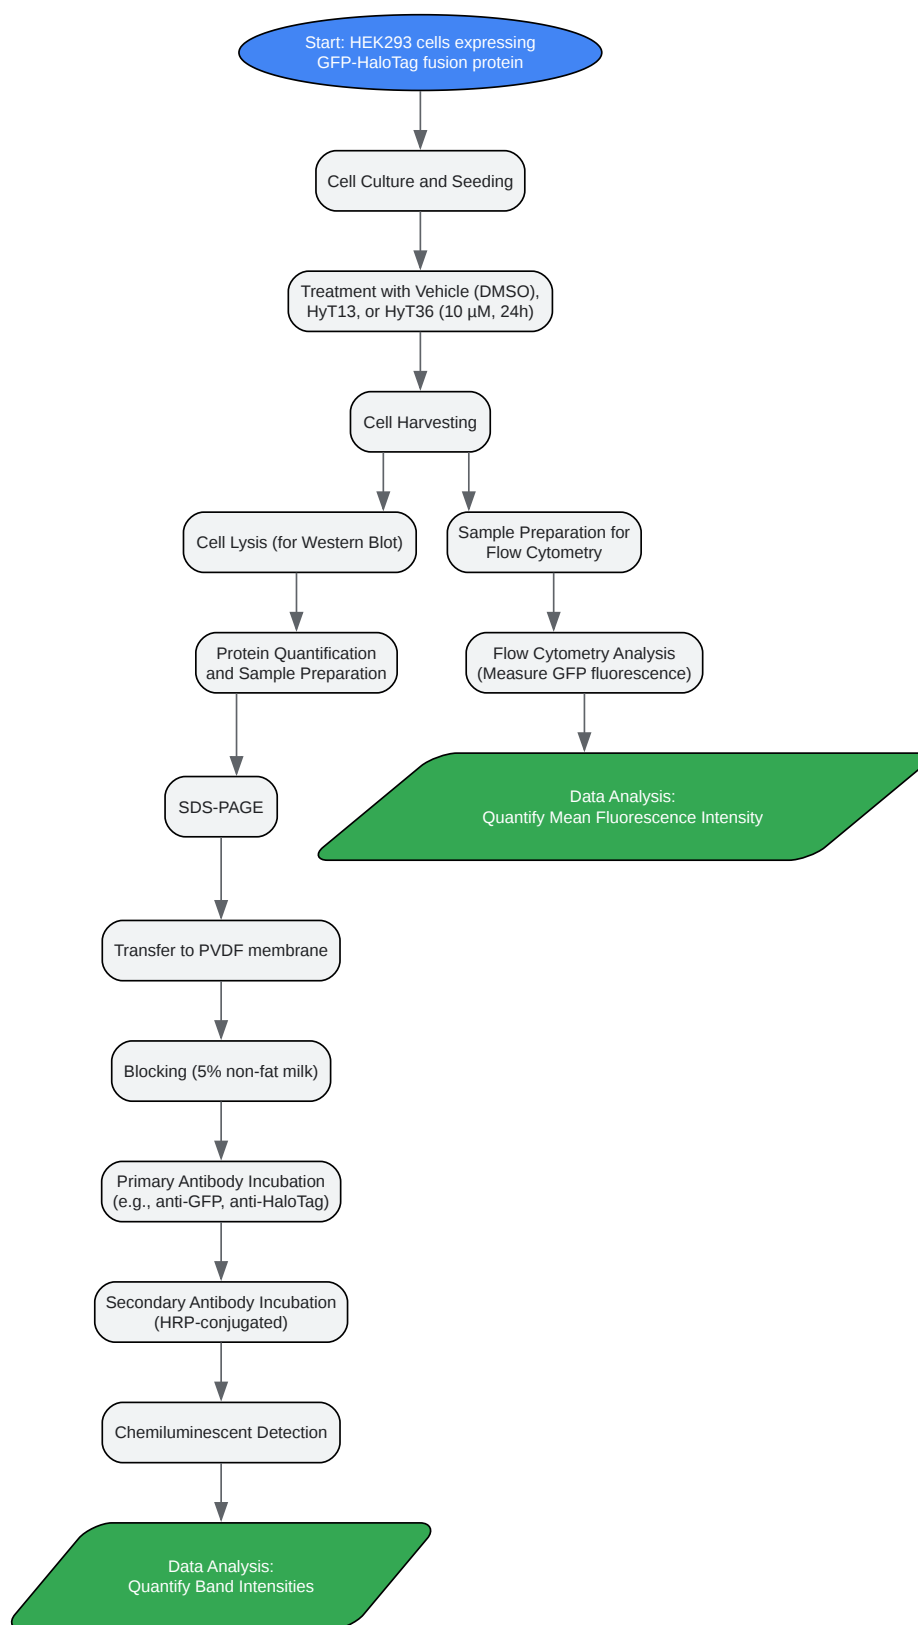 Start: HEK293 cells expressing
GFP-HaloTag fusion protein
Cell Culture and Seeding
Treatment with Vehicle (DMSO),
HyT13, or HyT36 (10 µM, 24h)
Cell Harvesting
Cell Lysis (for Western Blot)
Sample Preparation for
Flow Cytometry
Protein Quantification
and Sample Preparation
Flow Cytometry Analysis
(Measure GFP fluorescence)
SDS-PAGE
Data Analysis:
Quantify Mean Fluorescence Intensity
Transfer to PVDF membrane
Blocking (5% non-fat milk)
Primary Antibody Incubation
(e.g., anti-GFP, anti-HaloTag)
Secondary Antibody Incubation
(HRP-conjugated)
Chemiluminescent Detection
Data Analysis:
Quantify Band Intensities